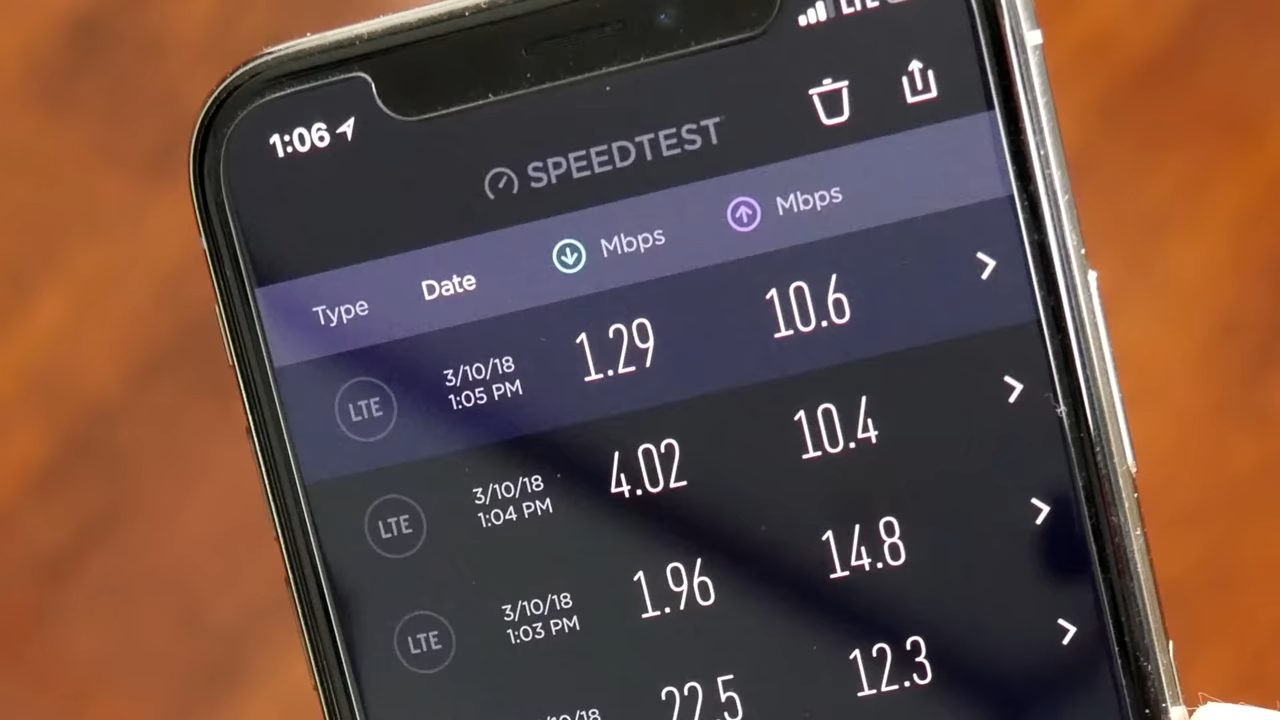 1:06
LTE
SPEEDTEST
Type Date Mbps Mbps
LTE 3/10/18 1.29 10.6
1:05 PM
LTE 3/10/18 4.02 10.4
1:04 PM
LTE 3/10/18 1.96 14.8
1:03 PM
22.5 12.3